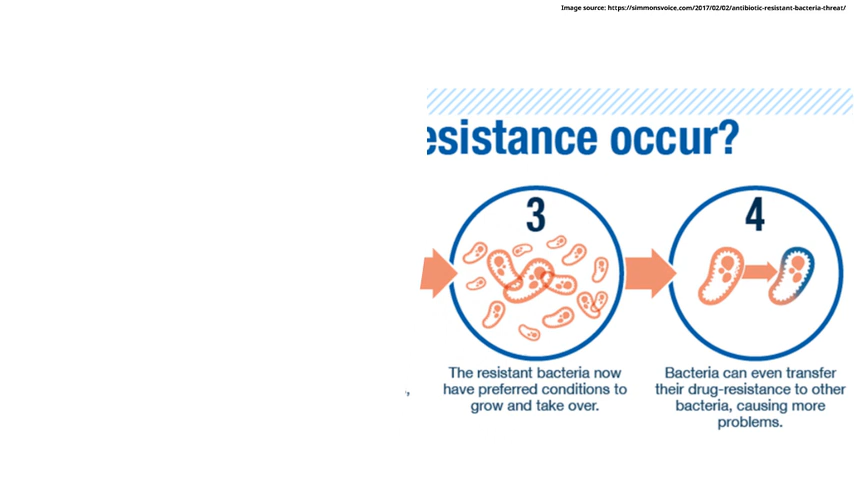 Image source: https://simmonsvoice.com/2017/02/02/antibiotic-resistant-bacteria-threat/
esistance occur?
3
The resistant bacteria now
have preferred conditions to
grow and take over.
4
Bacteria can even transfer
their drug-resistance to other
bacteria, causing more
problems.